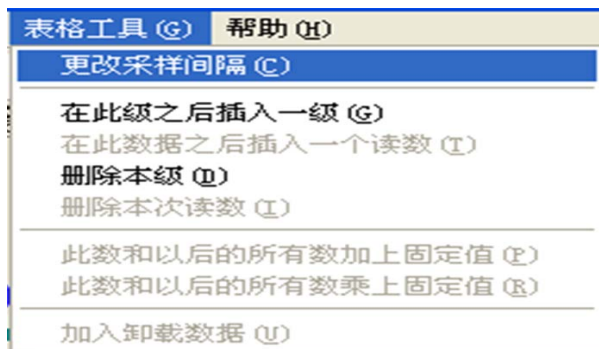 表格工具(G) 帮助(H)
更改采样间隔(C)
在此级之后插入一级(G)
在此数据之后插入一个读数(T)
删除本级(D)
删除本次读数(I)
此数和以后的所有数加上固定值(P)
此数和以后的所有数乘上固定值(R)
加入卸载数据(U)